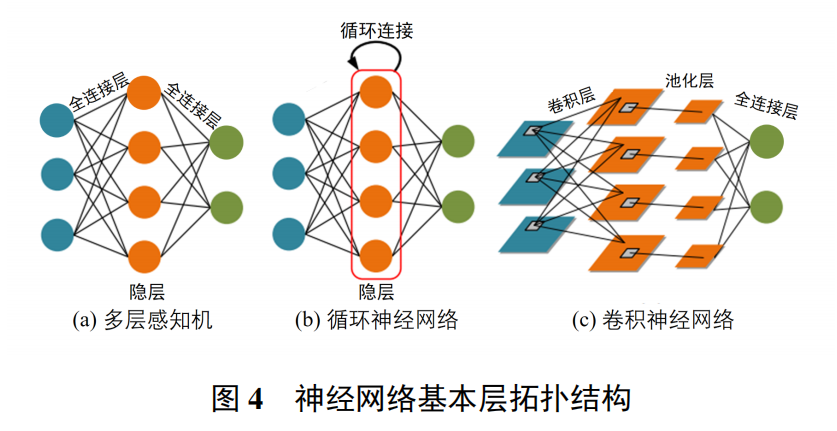 循环连接
全连接层
全连接层
卷积层
池化层
全连接层
隐层
隐层
(a) 多层感知机
(b) 循环神经网络
(c) 卷积神经网络
图 4 神经网络基本层拓扑结构